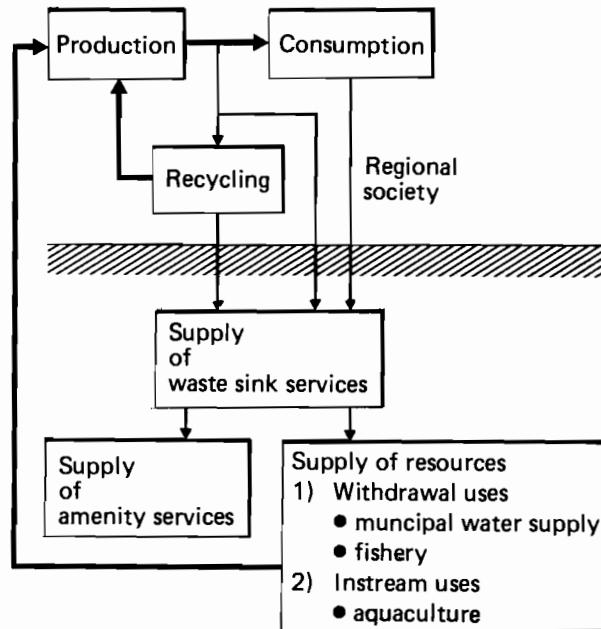 Production
Consumption
Recycling
Regional
society
Supply
of
waste sink services
Supply
of
amenity services
Supply of resources
1) Withdrawal uses
● muncipal water supply
● fishery
2) Instream uses
● aquaculture